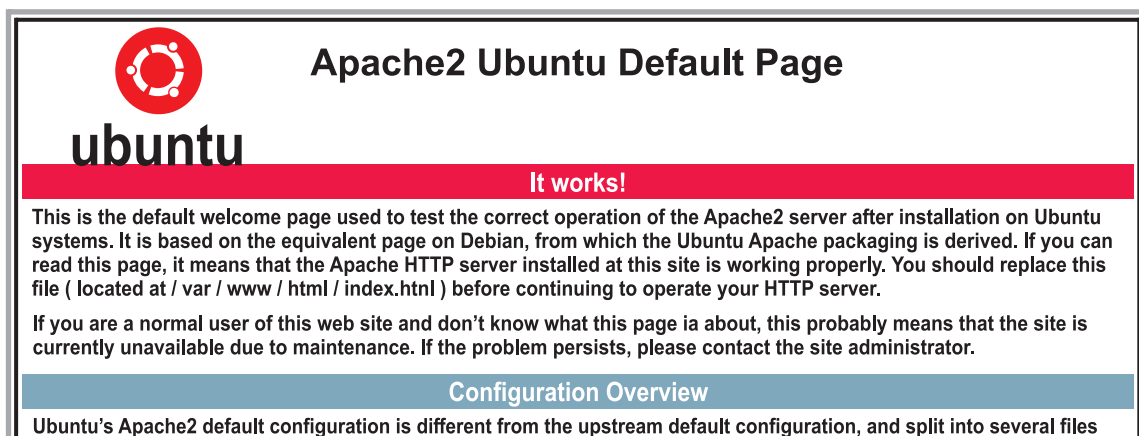 Apache2 Ubuntu Default Page
ubuntu
It works!
This is the default welcome page used to test the correct operation of the Apache2 server after installation on Ubuntu
systems. It is based on the equivalent page on Debian, from which the Ubuntu Apache packaging is derived. If you can
read this page, it means that the Apache HTTP server installed at this site is working properly. You should replace this
file ( located at / var / www / html / index.htnl ) before continuing to operate your HTTP server.
If you are a normal user of this web site and don’t know what this page ia about, this probably means that the site is
currently unavailable due to maintenance. If the problem persists, please contact the site administrator.
Configuration Overview
Ubuntu’s Apache2 default configuration is different from the upstream default configuration, and split into several files